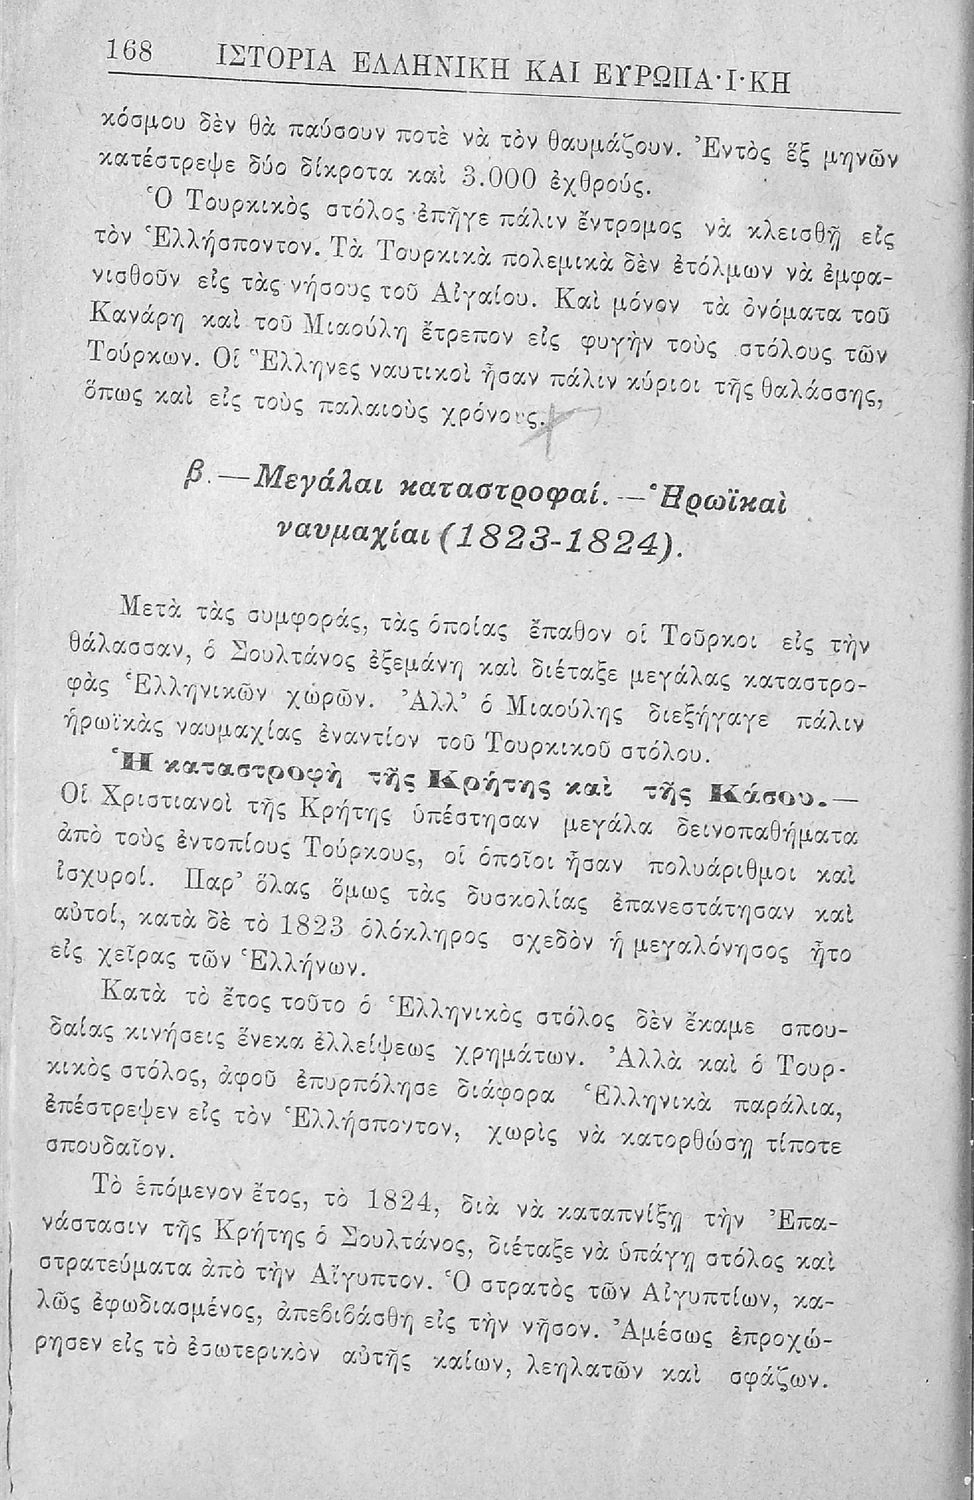 168 ΙΣΤΟΡΙΑ ΕΛΛΗΝΙΚΗ ΚΑΙ ΕΥΡΩΠΑ·Ι·ΚΗ
κόσμου δὲν θὰ παύσουν ποτὲ νὰ τὸν θαυμάζουν. Ἐντὸς ἓξ μηνῶν
κατέστρεψε δύο δίκροτα καὶ 3.000 ἐχθρούς.
Ὁ Τουρκικὸς στόλος ἐπῆγε πάλιν ἔντρομος νὰ κλεισθῇ εἰς
τὸν Ἑλλήσποντον. Τὰ Τουρκικὰ πολεμικὰ δὲν ἐτόλμων νὰ ἐμφα-
νισθοῦν εἰς τὰς νήσους τοῦ Αἰγαίου. Καὶ μόνον τὰ ὀνόματα τοῦ
Κανάρη καὶ τοῦ Μιαούλη ἔτρεπον εἰς φυγὴν τοὺς στόλους τῶν
Τούρκων. Οἱ Ἕλληνες ναυτικοὶ ἦσαν πάλιν κύριοι τῆς θαλάσσης,
ὅπως καὶ εἰς τοὺς παλαιοὺς χρόνους.
β.—Μεγάλαι καταστροφαί.—Ἡρωϊκαὶ
ναυμαχίαι (1823-1824).
Μετὰ τὰς συμφοράς, τὰς ὁποίας ἔπαθον οἱ Τοῦρκοι εἰς τὴν
θάλασσαν, ὁ Σουλτάνος ἐξεμάνη καὶ διέταξε μεγάλας καταστρο-
φὰς Ἑλληνικῶν χωρῶν. Ἀλλ' ὁ Μιαούλης διεξήγαγε πάλιν
ἡρωϊκὰς ναυμαχίας ἐναντίον τοῦ Τουρκικοῦ στόλου.
Ἡ καταστροφὴ τῆς Κρήτης καὶ τῆς Κάσου.—
Οἱ Χριστιανοὶ τῆς Κρήτης ὑπέστησαν μεγάλα δεινοπαθήματα
ἀπὸ τοὺς ἐντοπίους Τούρκους, οἱ ὁποῖοι ἦσαν πολυάριθμοι καὶ
ἰσχυροί. Παρ' ὅλας ὅμως τὰς δυσκολίας ἐπανεστάτησαν καὶ
αὐτοί, κατὰ δὲ τὸ 1823 ὁλόκληρος σχεδὸν ἡ μεγαλόνησος ἦτο
εἰς χεῖρας τῶν Ἑλλήνων.
Κατὰ τὸ ἔτος τοῦτο ὁ Ἑλληνικὸς στόλος δὲν ἔκαμε σπου-
δαίας κινήσεις ἕνεκα ἐλλείψεως χρημάτων. Ἀλλὰ καὶ ὁ Τουρ-
κικὸς στόλος, ἀφοῦ ἐπυρπόλησε διάφορα Ἑλληνικὰ παράλια,
ἐπέστρεψεν εἰς τὸν Ἑλλήσποντον, χωρὶς νὰ κατορθώσῃ τίποτε
σπουδαῖον.
Τὸ ἑπόμενον ἔτος, τὸ 1824, διὰ νὰ καταπνίξῃ τὴν Ἐπα-
νάστασιν τῆς Κρήτης ὁ Σουλτάνος, διέταξε νὰ ὑπάγῃ στόλος καὶ
στρατεύματα ἀπὸ τὴν Αἴγυπτον. Ὁ στρατὸς τῶν Αἰγυπτίων, κα-
λῶς ἐφωδιασμένος, ἀπεβιβάσθη εἰς τὴν νῆσον. Ἀμέσως ἐπροχώ-
ρησεν εἰς τὸ ἐσωτερικὸν αὐτῆς καίων, λεηλατῶν καὶ σφάζων.